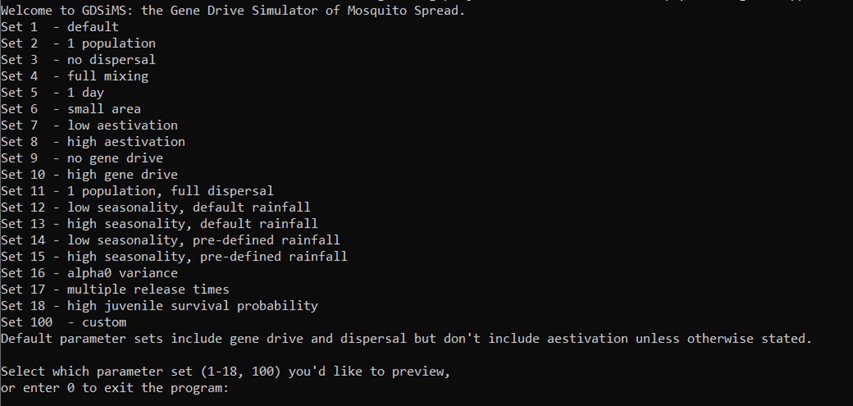 Welcome to GDSiMS: the Gene Drive Simulator of Mosquito Spread.
Set 1  - default
Set 2  - 1 population
Set 3  - no dispersal
Set 4  - full mixing
Set 5  - 1 day
Set 6  - small area
Set 7  - low aestivation
Set 8  - high aestivation
Set 9  - no gene drive
Set 10 - high gene drive
Set 11 - 1 population, full dispersal
Set 12 - low seasonality, default rainfall
Set 13 - high seasonality, default rainfall
Set 14 - low seasonality, pre-defined rainfall
Set 15 - high seasonality, pre-defined rainfall
Set 16 - alpha0 variance
Set 17 - multiple release times
Set 18 - high juvenile survival probability
Set 100  - custom
Default parameter sets include gene drive and dispersal but don't include aestivation unless otherwise stated.
Select which parameter set (1-18, 100) you'd like to preview,
or enter 0 to exit the program: